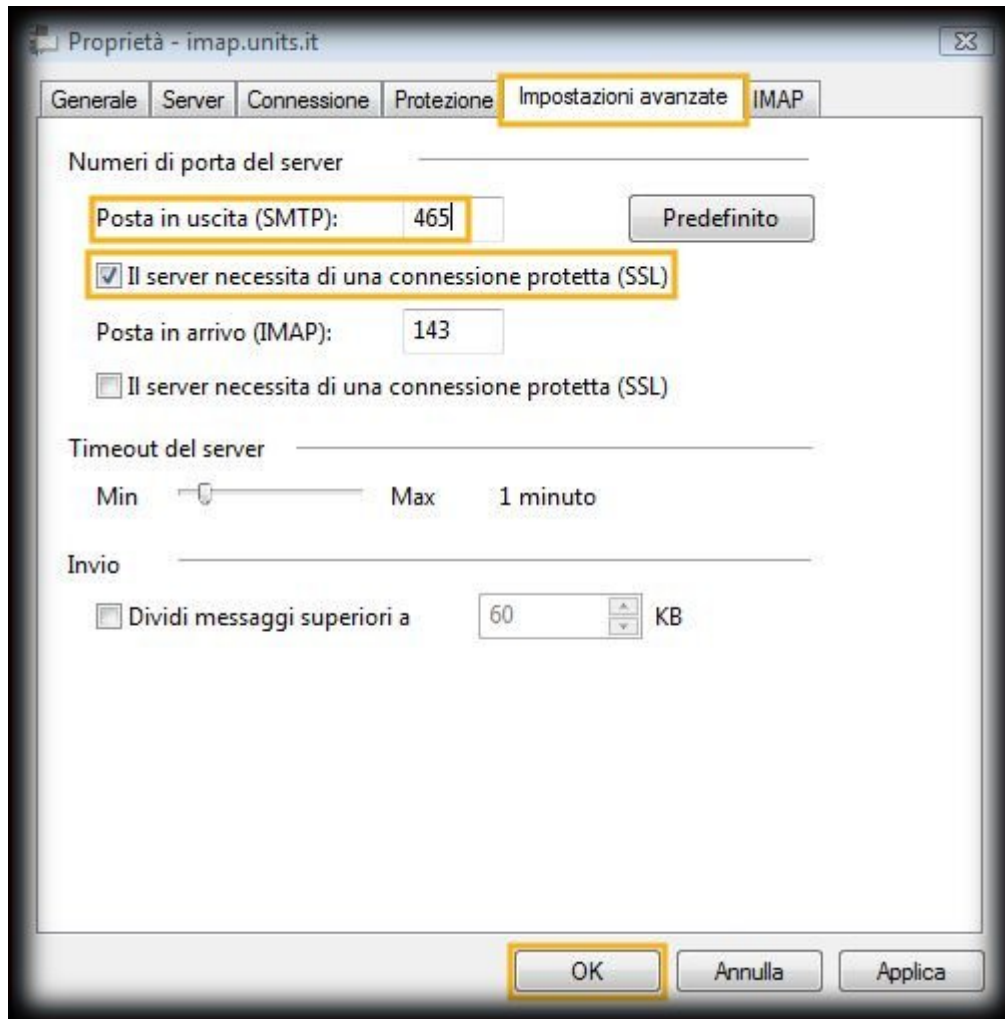 Proprietà - imap.units.it
Generale Server Connessione Protezione Impostazioni avanzate IMAP
Numeri di porta del server
Posta in uscita (SMTP): 465 Predefinito
Il server necessita di una connessione protetta (SSL)
Posta in arrivo (IMAP): 143
Il server necessita di una connessione protetta (SSL)
Timeout del server
Min Max 1 minuto
Invio
Dividi messaggi superiori a 60 KB
OK Annulla Applica